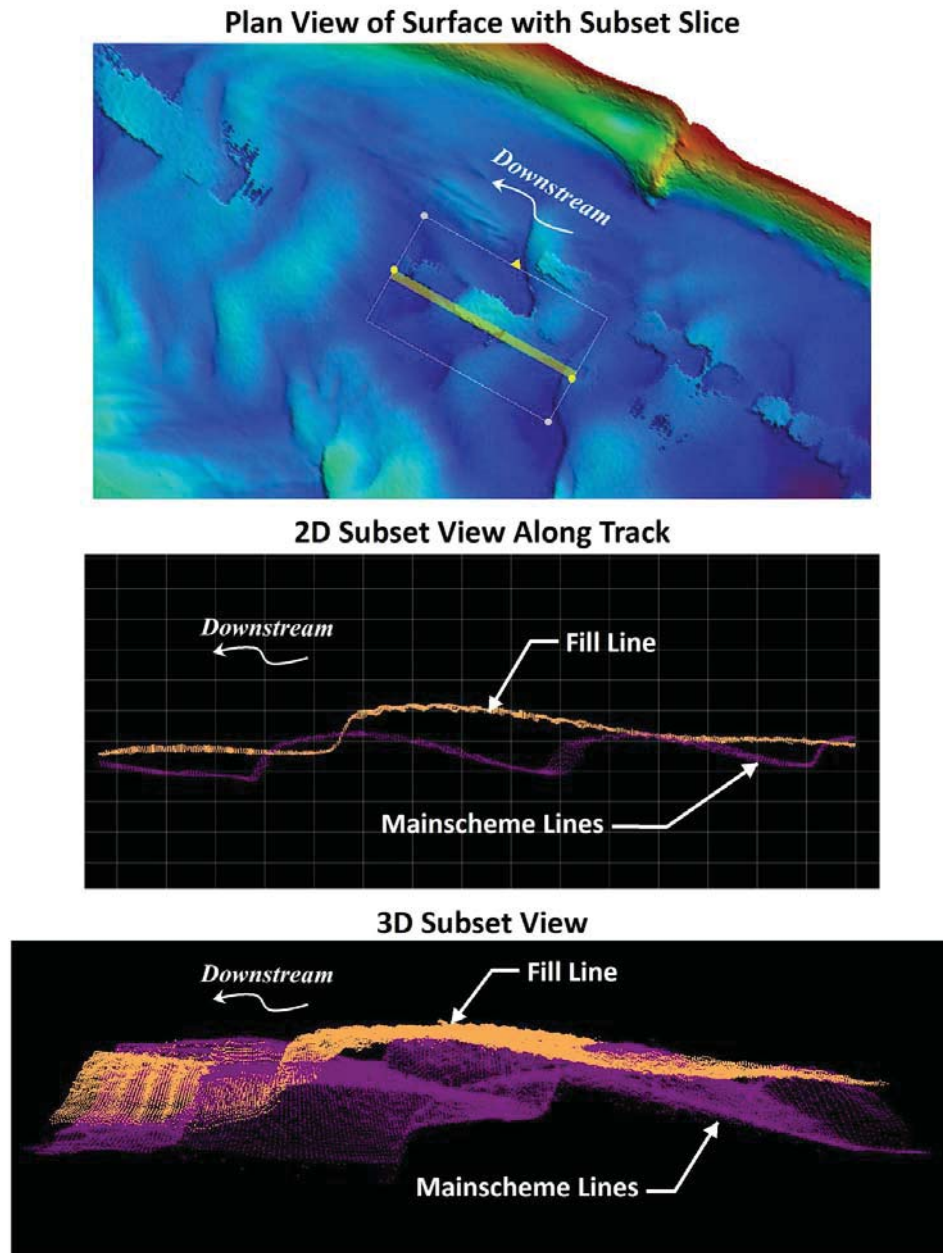 Plan View of Surface with Subset Slice
Downstream
2D Subset View Along Track
Downstream
Fill Line
Mainscheme Lines
3D Subset View
Downstream
Fill Line
Mainscheme Lines